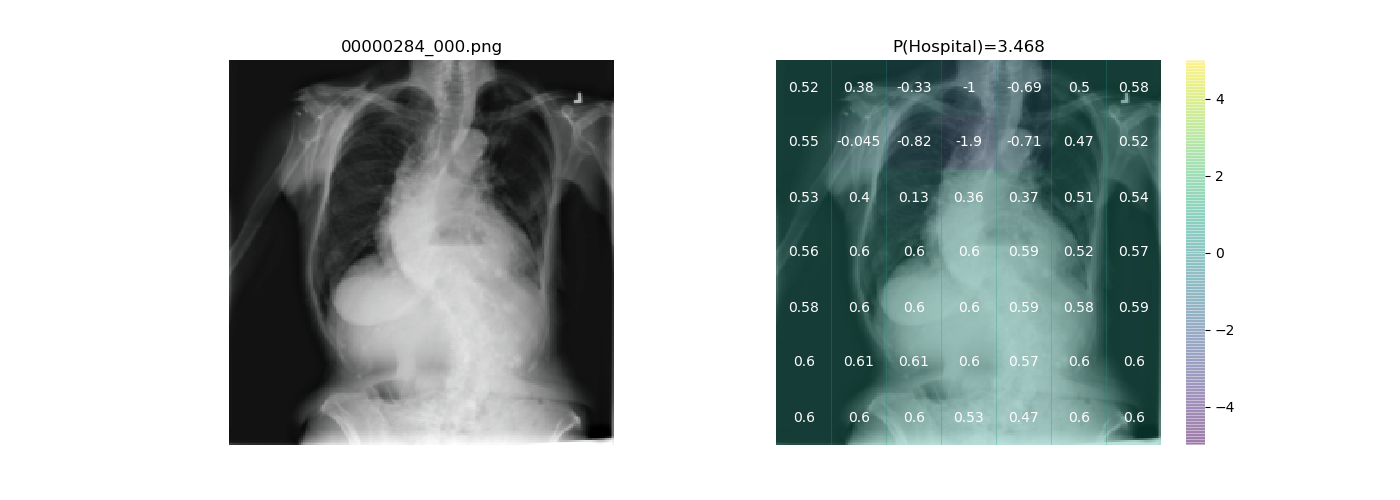 00000284_000.png
P(Hospital)=3.468
0.52 0.38 -0.33 -1 -0.69 0.5 0.58
0.55 -0.045 -0.82 -1.9 -0.71 0.47 0.52
0.53 0.4 0.13 0.36 0.37 0.51 0.54
0.56 0.6 0.6 0.6 0.59 0.52 0.57
0.58 0.6 0.6 0.6 0.59 0.58 0.59
0.6 0.61 0.61 0.6 0.57 0.6 0.6
0.6 0.6 0.6 0.53 0.47 0.6 0.6
4
2
0
−2
−4